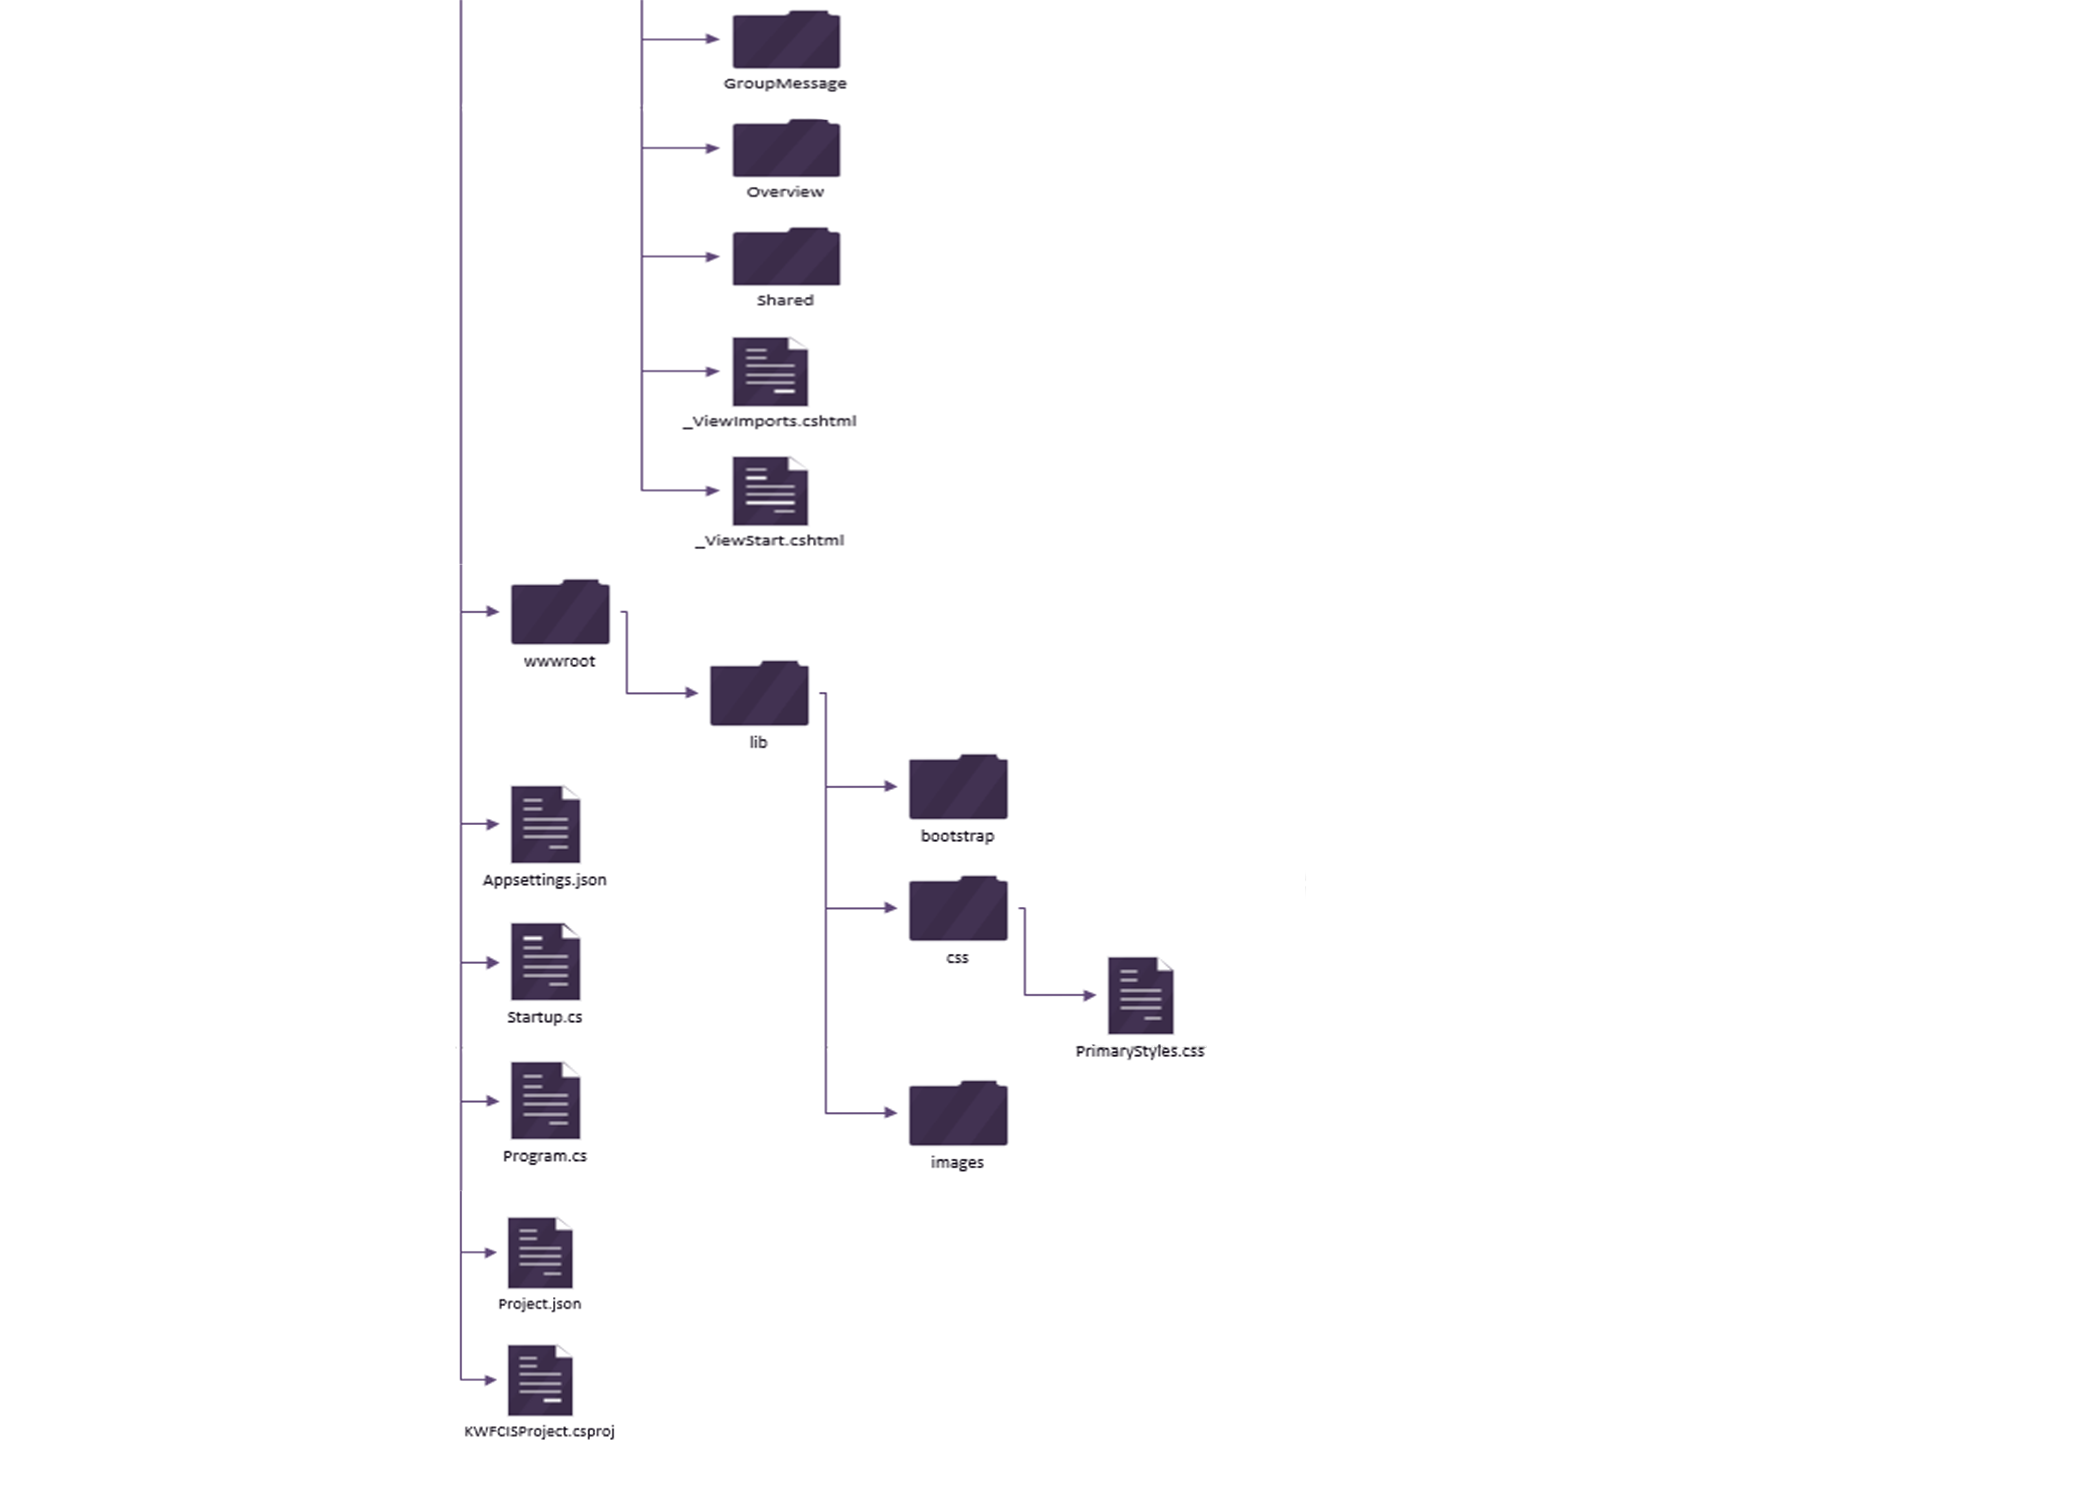 GroupMessage
Overview
Shared
_ViewImports.cshtml
_ViewStart.cshtml
wwwroot
lib
bootstrap
Appsettings.json
css
Startup.cs
PrimaryStyles.css
Program.cs
images
Project.json
KWFCISProject.csproj